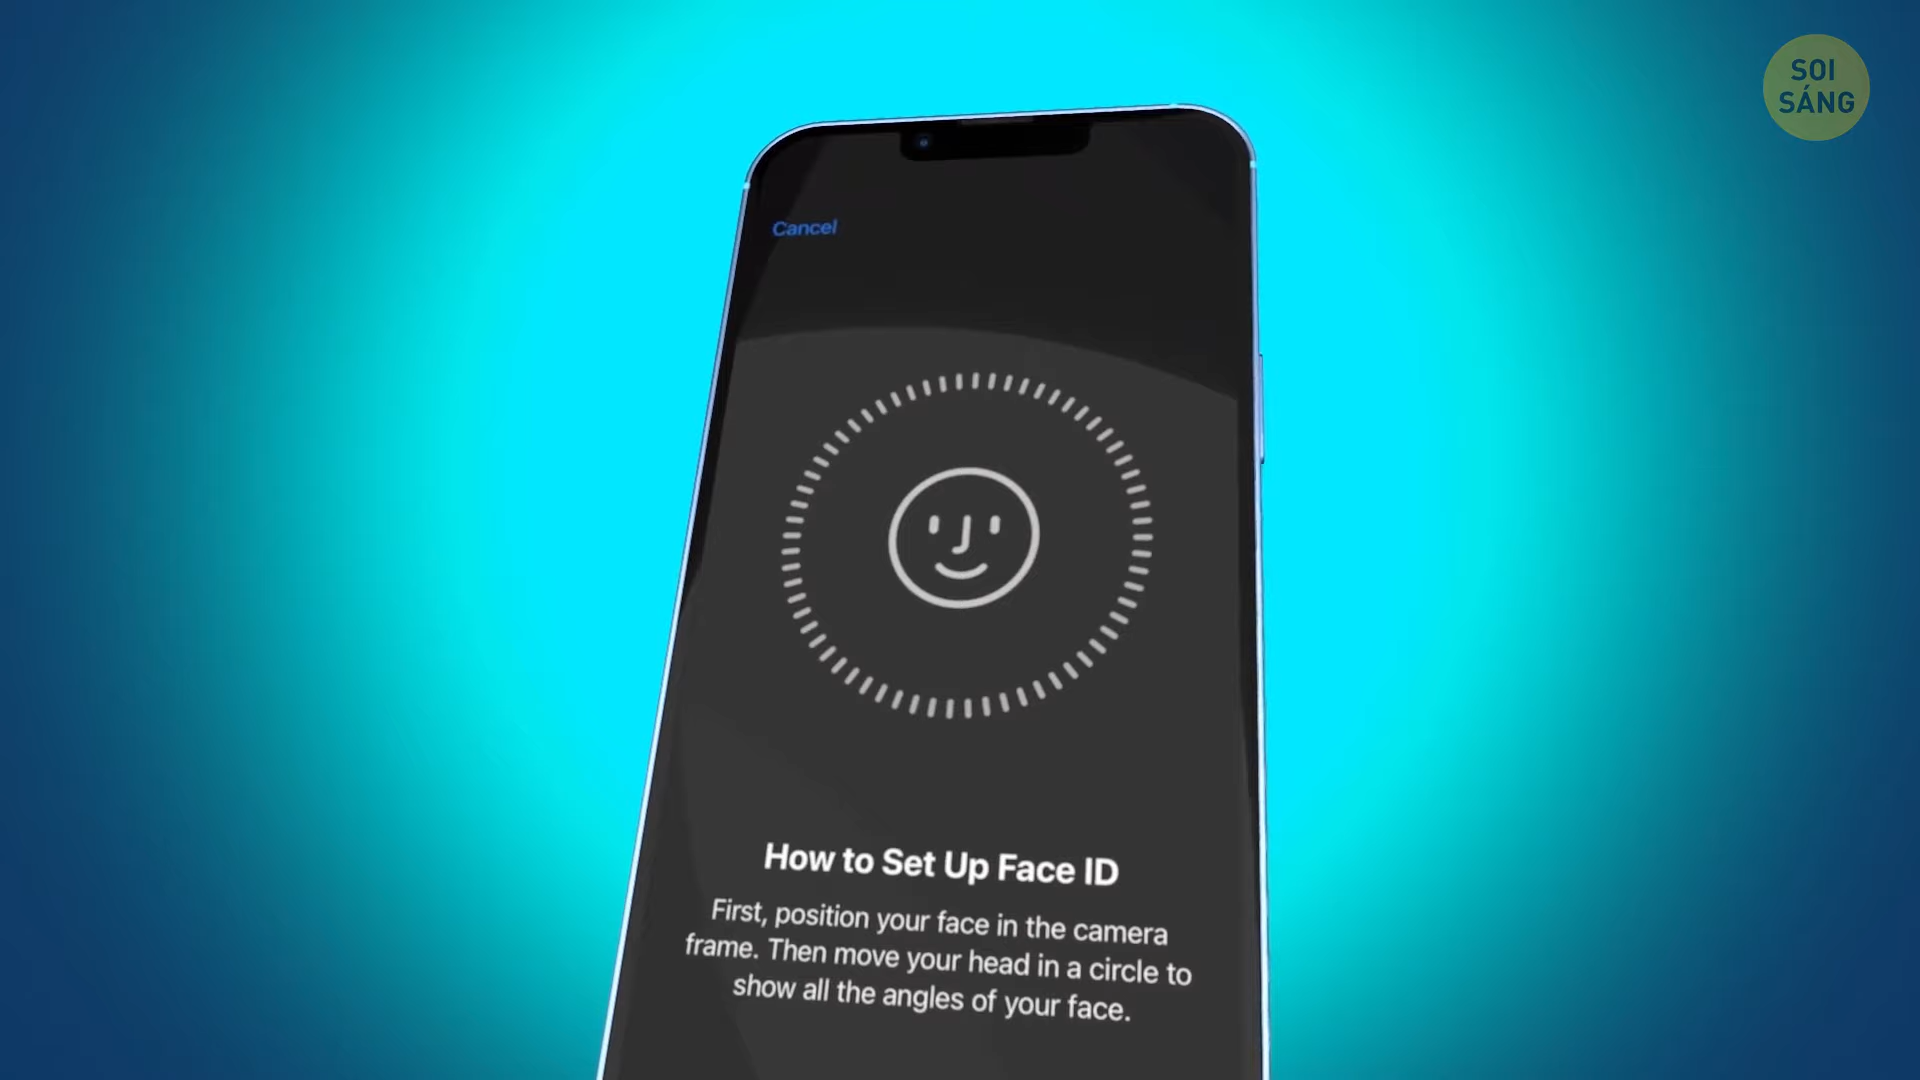 SOI
SÁNG
Cancel
How to Set Up Face ID
First, position your face in the camera
frame. Then move your head in a circle to
show all the angles of your face.